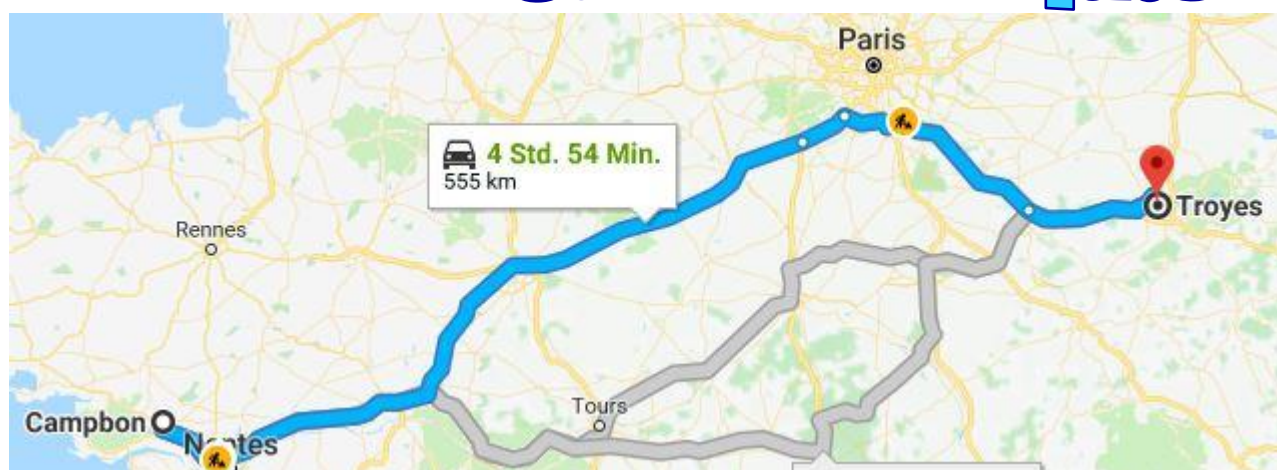 Paris
4 Std. 54 Min.
555 km
Troyes
Rennes
Tours
Campbon
Nantes